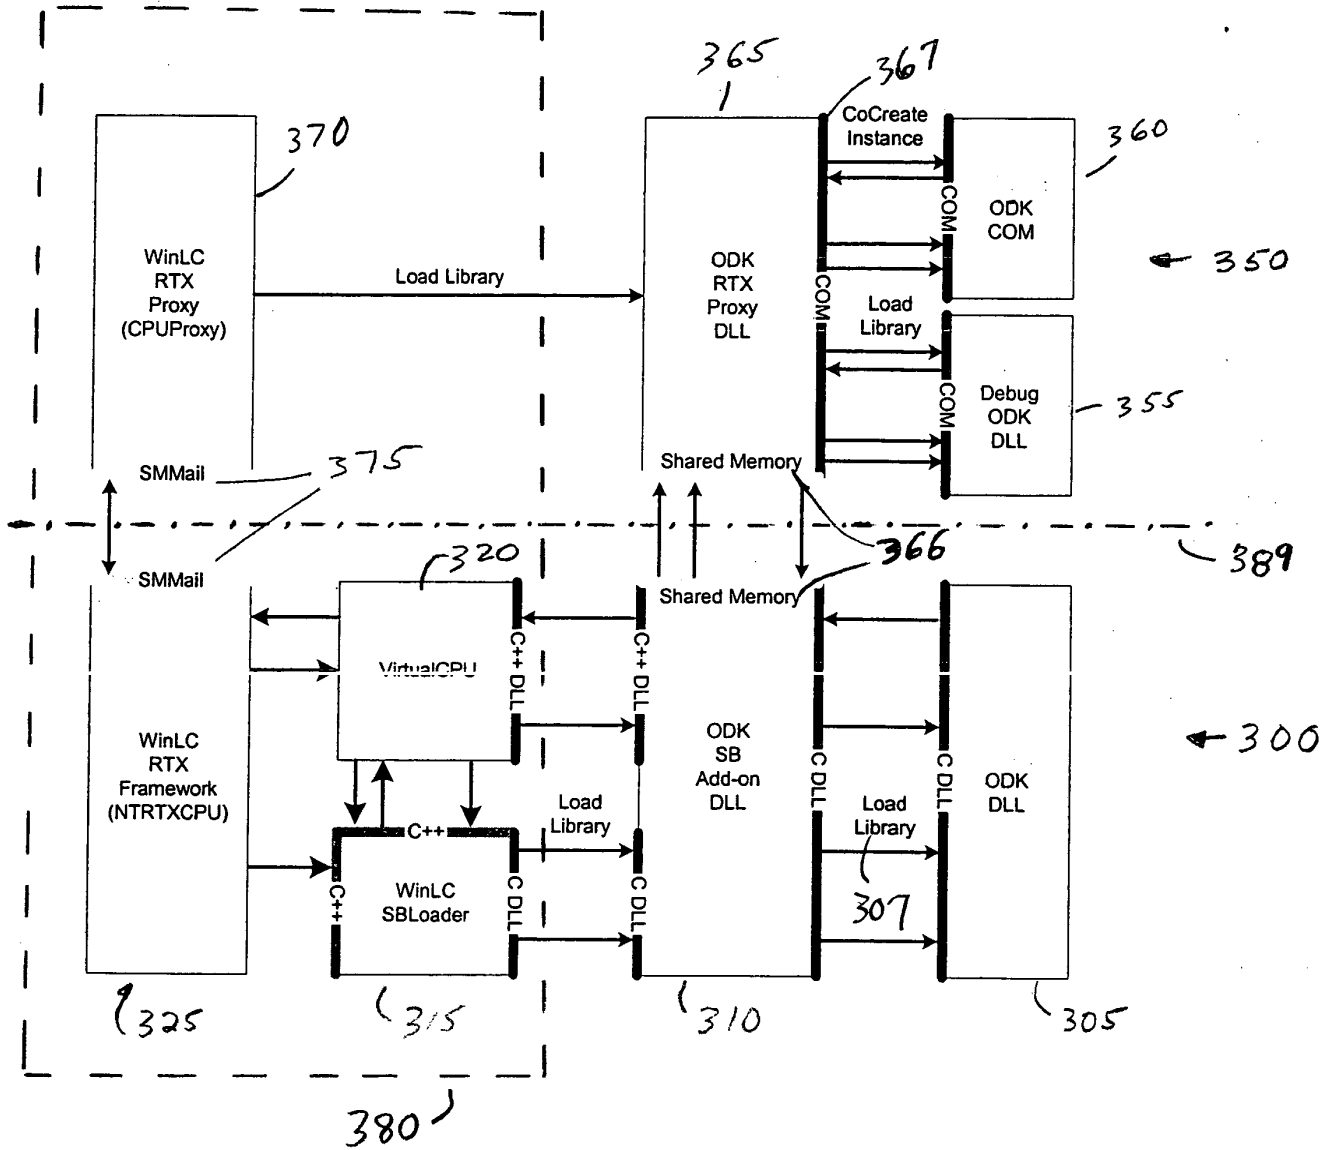 365
367
370
CoCreate
Instance
360
ODK
COM
COM
350
WinLC
RTX
Proxy
(CPUProxy)
Load Library
ODK
RTX
Proxy
DLL
COM
Load
Library
Debug
ODK
DLL
COM
355
SMMail
375
Shared Memory
366
389
SMMail
320
Shared Memory
VirtualCPU
C++ DLL
C++ DLL
WinLC
RTX
Framework
(NTRTXCPU)
ODK
SB
Add-on
DLL
C DLL
C DLL
ODK
DLL
300
Load
Library
Load
Library
307
C++
C++
WinLC
SBLoader
C DLL
C DLL
325
315
310
305
380